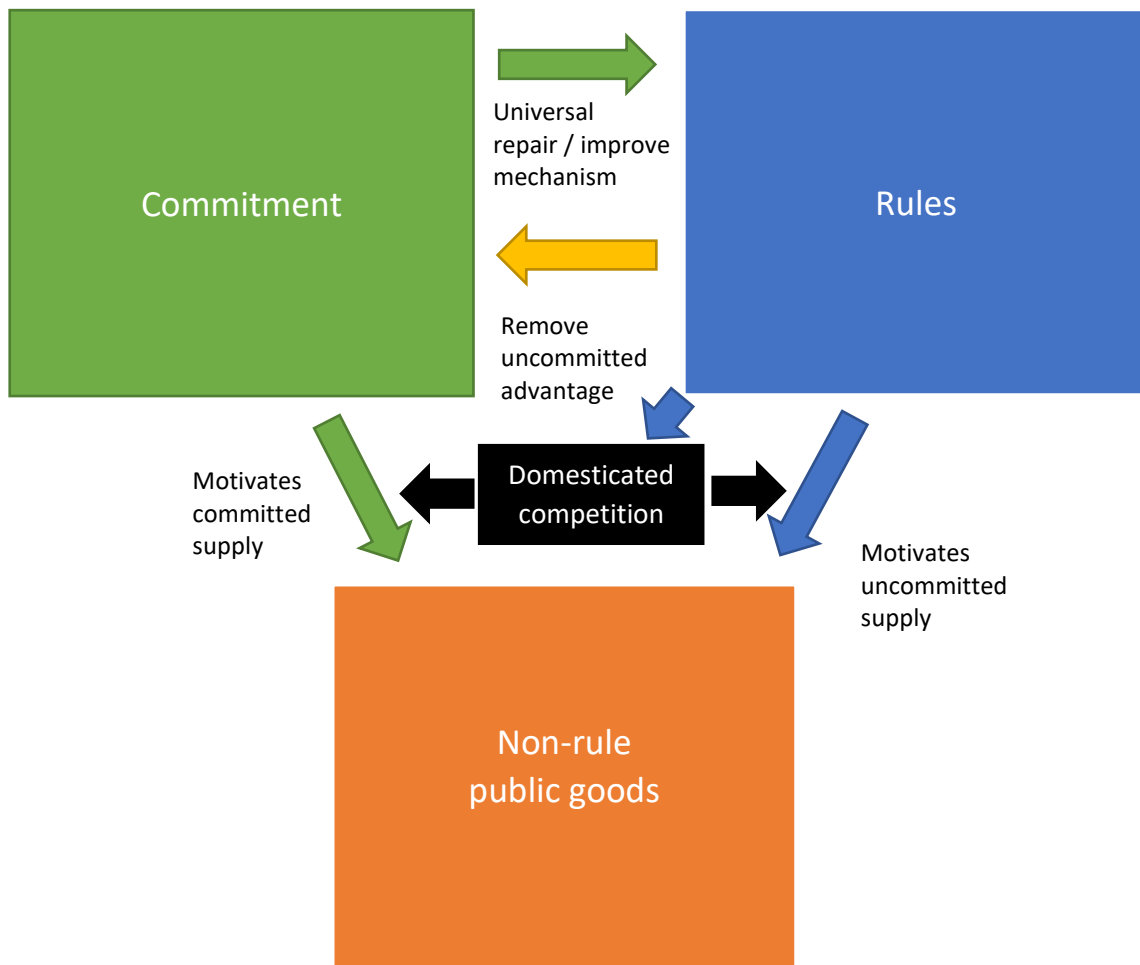 Commitment
Universal
repair / improve
mechanism
Rules
Remove
uncommitted
advantage
Motivates
committed
supply
Domesticated
competition
Motivates
uncommitted
supply
Non-rule
public goods